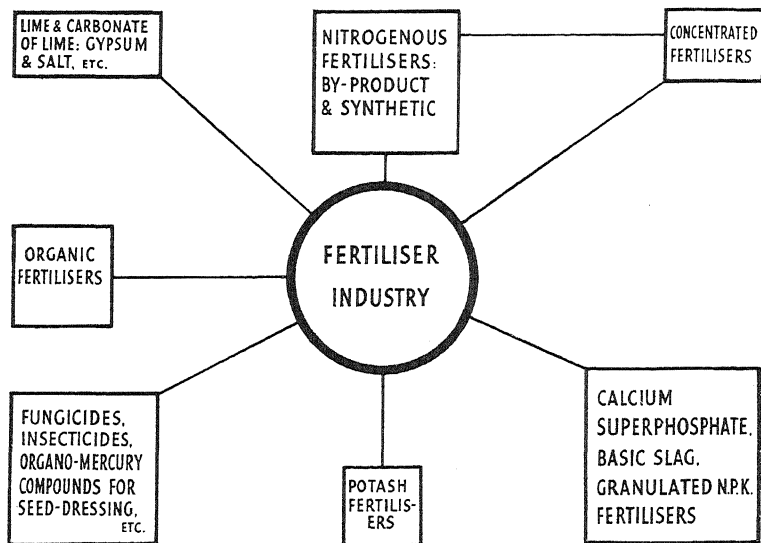 LIME & CARBONATE
OF LIME: GYPSUM
& SALT, ETC.
NITROGENOUS
FERTILISERS:
BY-PRODUCT
& SYNTHETIC
CONCENTRATED
FERTILISERS
ORGANIC
FERTILISERS
FERTILISER
INDUSTRY
FUNGICIDES,
INSECTICIDES,
ORGANO-MERCURY
COMPOUNDS FOR
SEED-DRESSING,
ETC.
POTASH
FERTILIS-
ERS
CALCIUM
SUPERPHOSPHATE,
BASIC SLAG,
GRANULATED N.P.K.
FERTILISERS